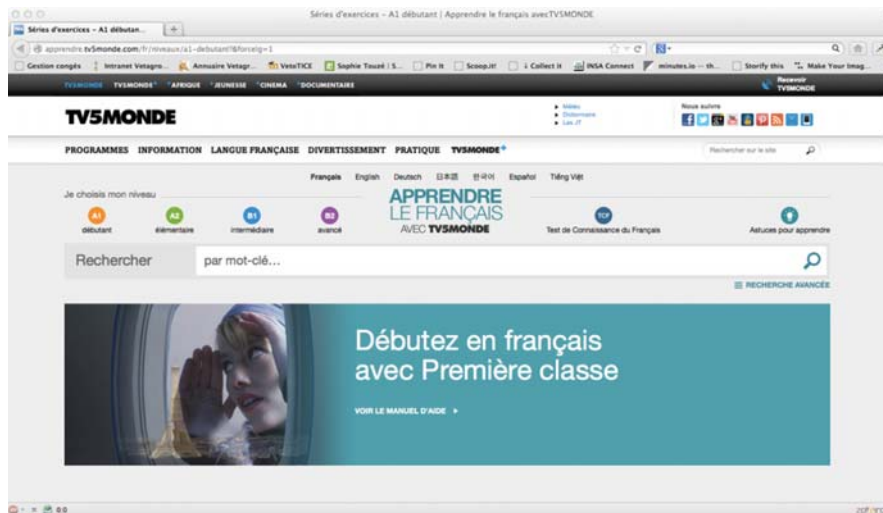 Séries d'exercices – A1 débutant | Apprendre le français avecTV5MONDE
Séries d'exercices – A1 débutan...
apprendre.tv5monde.com/fr/niveaux/a1-debutant?&forceig=1
Gestion congés Intranet Vetagro... Annuaire Vetagr... VetoTICE Sophie Touzé | S... Pin It Scoop.it! Collect it INSA Connect minutes.io — th... Storify this Make Your Imag...
TV5MONDE TV5MONDE+ +AFRIQUE +JEUNESSE +CINEMA +DOCUMENTAIRE Recevoir TV5MONDE
TV5MONDE
Météo
Dictionnaire
Les JT
Nous suivre
PROGRAMMES INFORMATION LANGUE FRANÇAISE DIVERTISSEMENT PRATIQUE TV5MONDE+ Rechercher sur le site
Français English Deutsch 日本語 한국어 Español Tiếng Việt
Je choisis mon niveau
APPRENDRE
LE FRANÇAIS
AVEC TV5MONDE
A1 A2 B1 B2 TCF
débutant élémentaire intermédiaire avancé Test de Connaissance du Français Astuces pour apprendre
Rechercher par mot-clé...
RECHERCHE AVANCÉE
Débutez en français
avec Première classe
VOIR LE MANUEL D'AIDE
0.0 zotero